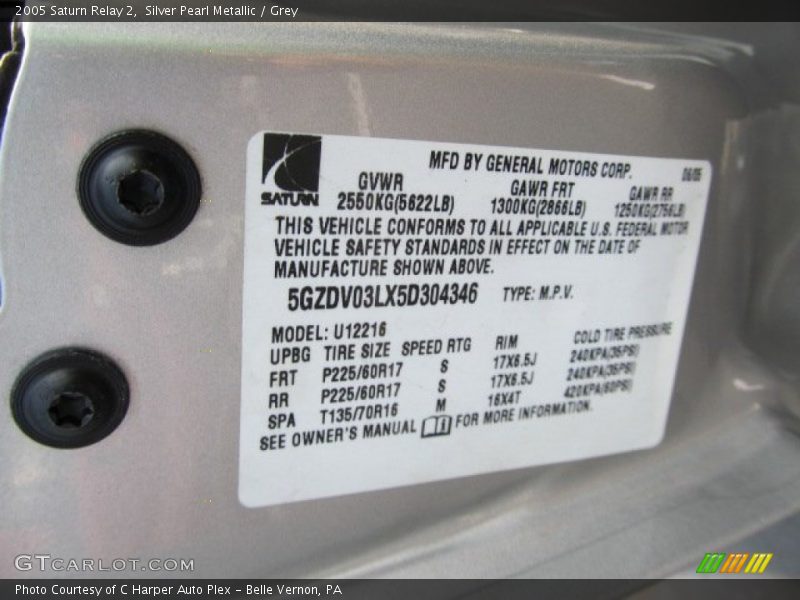 2005 Saturn Relay 2,  Silver Pearl Metallic / Grey
MFD BY GENERAL MOTORS CORP. 06/05
SATURN
GVWR GAWR FRT GAWR RR
2550KG(5622LB) 1300KG(2866LB) 1250KG(2756LB)
THIS VEHICLE CONFORMS TO ALL APPLICABLE U.S. FEDERAL MOTOR
VEHICLE SAFETY STANDARDS IN EFFECT ON THE DATE OF
MANUFACTURE SHOWN ABOVE.
5GZDV03LX5D304346 TYPE: M.P.V.
MODEL: U12216
UPBG TIRE SIZE SPEED RTG RIM COLD TIRE PRESSURE
FRT P225/60R17 S 17X6.5J 240KPA(35PSI)
RR P225/60R17 S 17X6.5J 240KPA(35PSI)
SPA T135/70R16 M 16X4T 420KPA(60PSI)
SEE OWNER'S MANUAL FOR MORE INFORMATION.
GTCARLOT.COM
Photo Courtesy of C Harper Auto Plex - Belle Vernon, PA